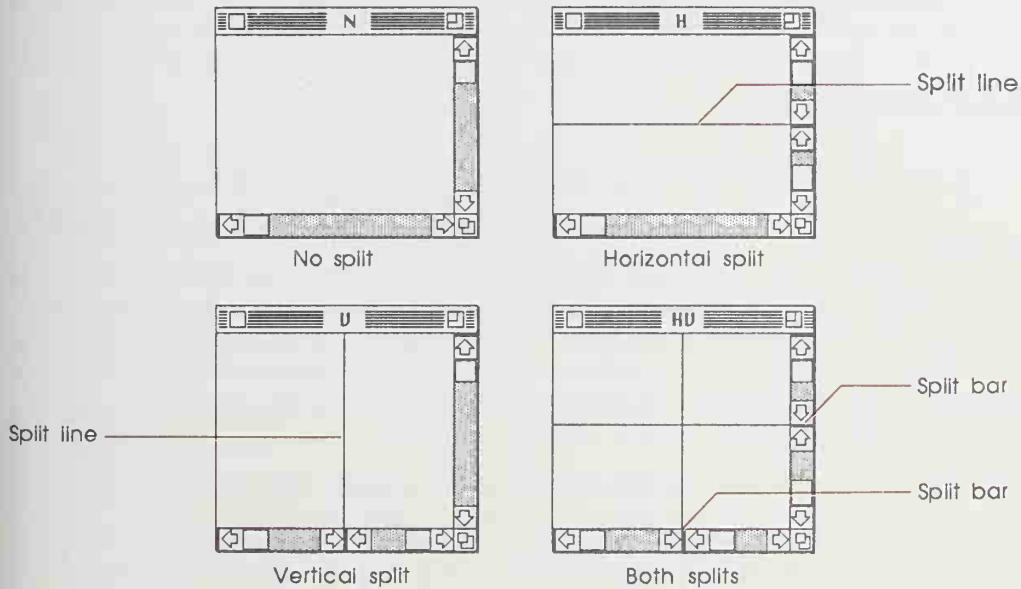 N
H
Split line
No split
Horizontal split
V
HV
Split bar
Split line
Split bar
Vertical split
Both splits